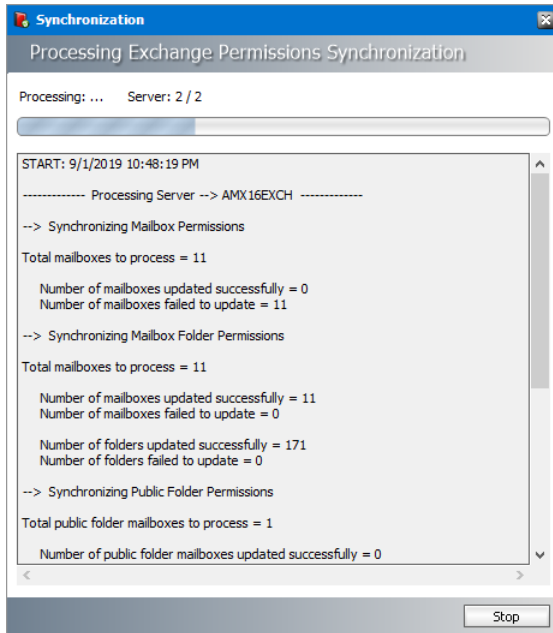 Synchronization
Processing Exchange Permissions Synchronization
Processing: ... Server: 2 / 2
START: 9/1/2019 10:48:19 PM
------------- Processing Server --> AMX16EXCH -------------
--> Synchronizing Mailbox Permissions
Total mailboxes to process = 11
Number of mailboxes updated successfully = 0
Number of mailboxes failed to update = 11
--> Synchronizing Mailbox Folder Permissions
Total mailboxes to process = 11
Number of mailboxes updated successfully = 11
Number of mailboxes failed to update = 0
Number of folders updated successfully = 171
Number of folders failed to update = 0
--> Synchronizing Public Folder Permissions
Total public folder mailboxes to process = 1
Number of public folder mailboxes updated successfully = 0
Stop